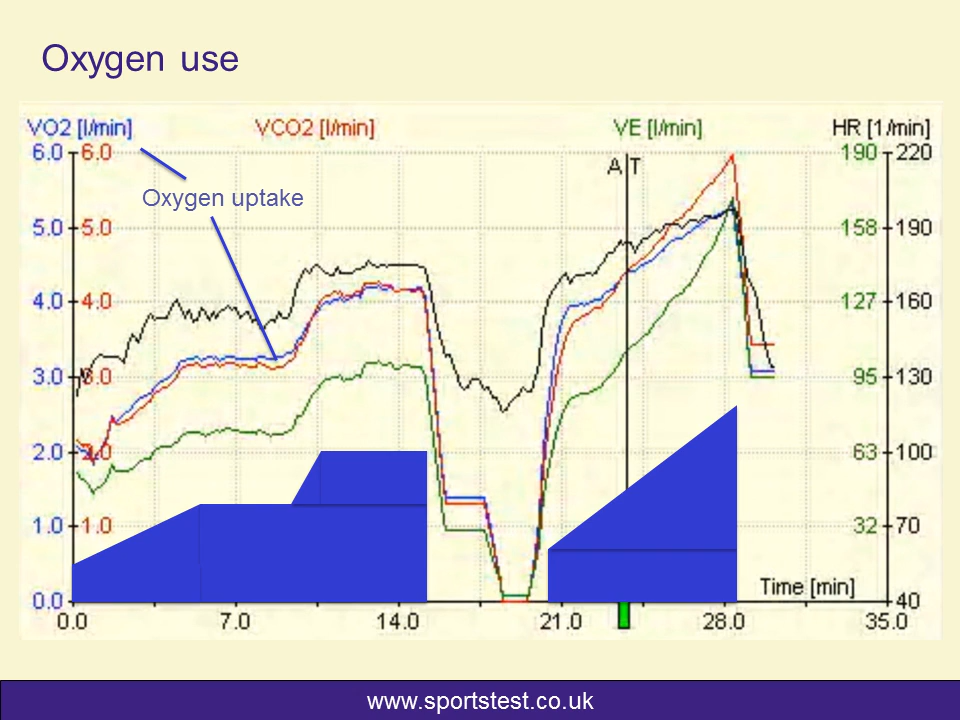 Oxygen use
VO2 [l/min] VCO2 [l/min] VE [l/min] HR [1/min]
6.0 6.0 190 220
A T
Oxygen uptake
5.0 5.0 158 190
4.0 4.0 127 160
3.0 3.0 95 130
2.0 2.0 63 100
1.0 1.0 32 70
Time [min]
0.0 40
0.0 7.0 14.0 21.0 28.0 35.0
www.sportstest.co.uk